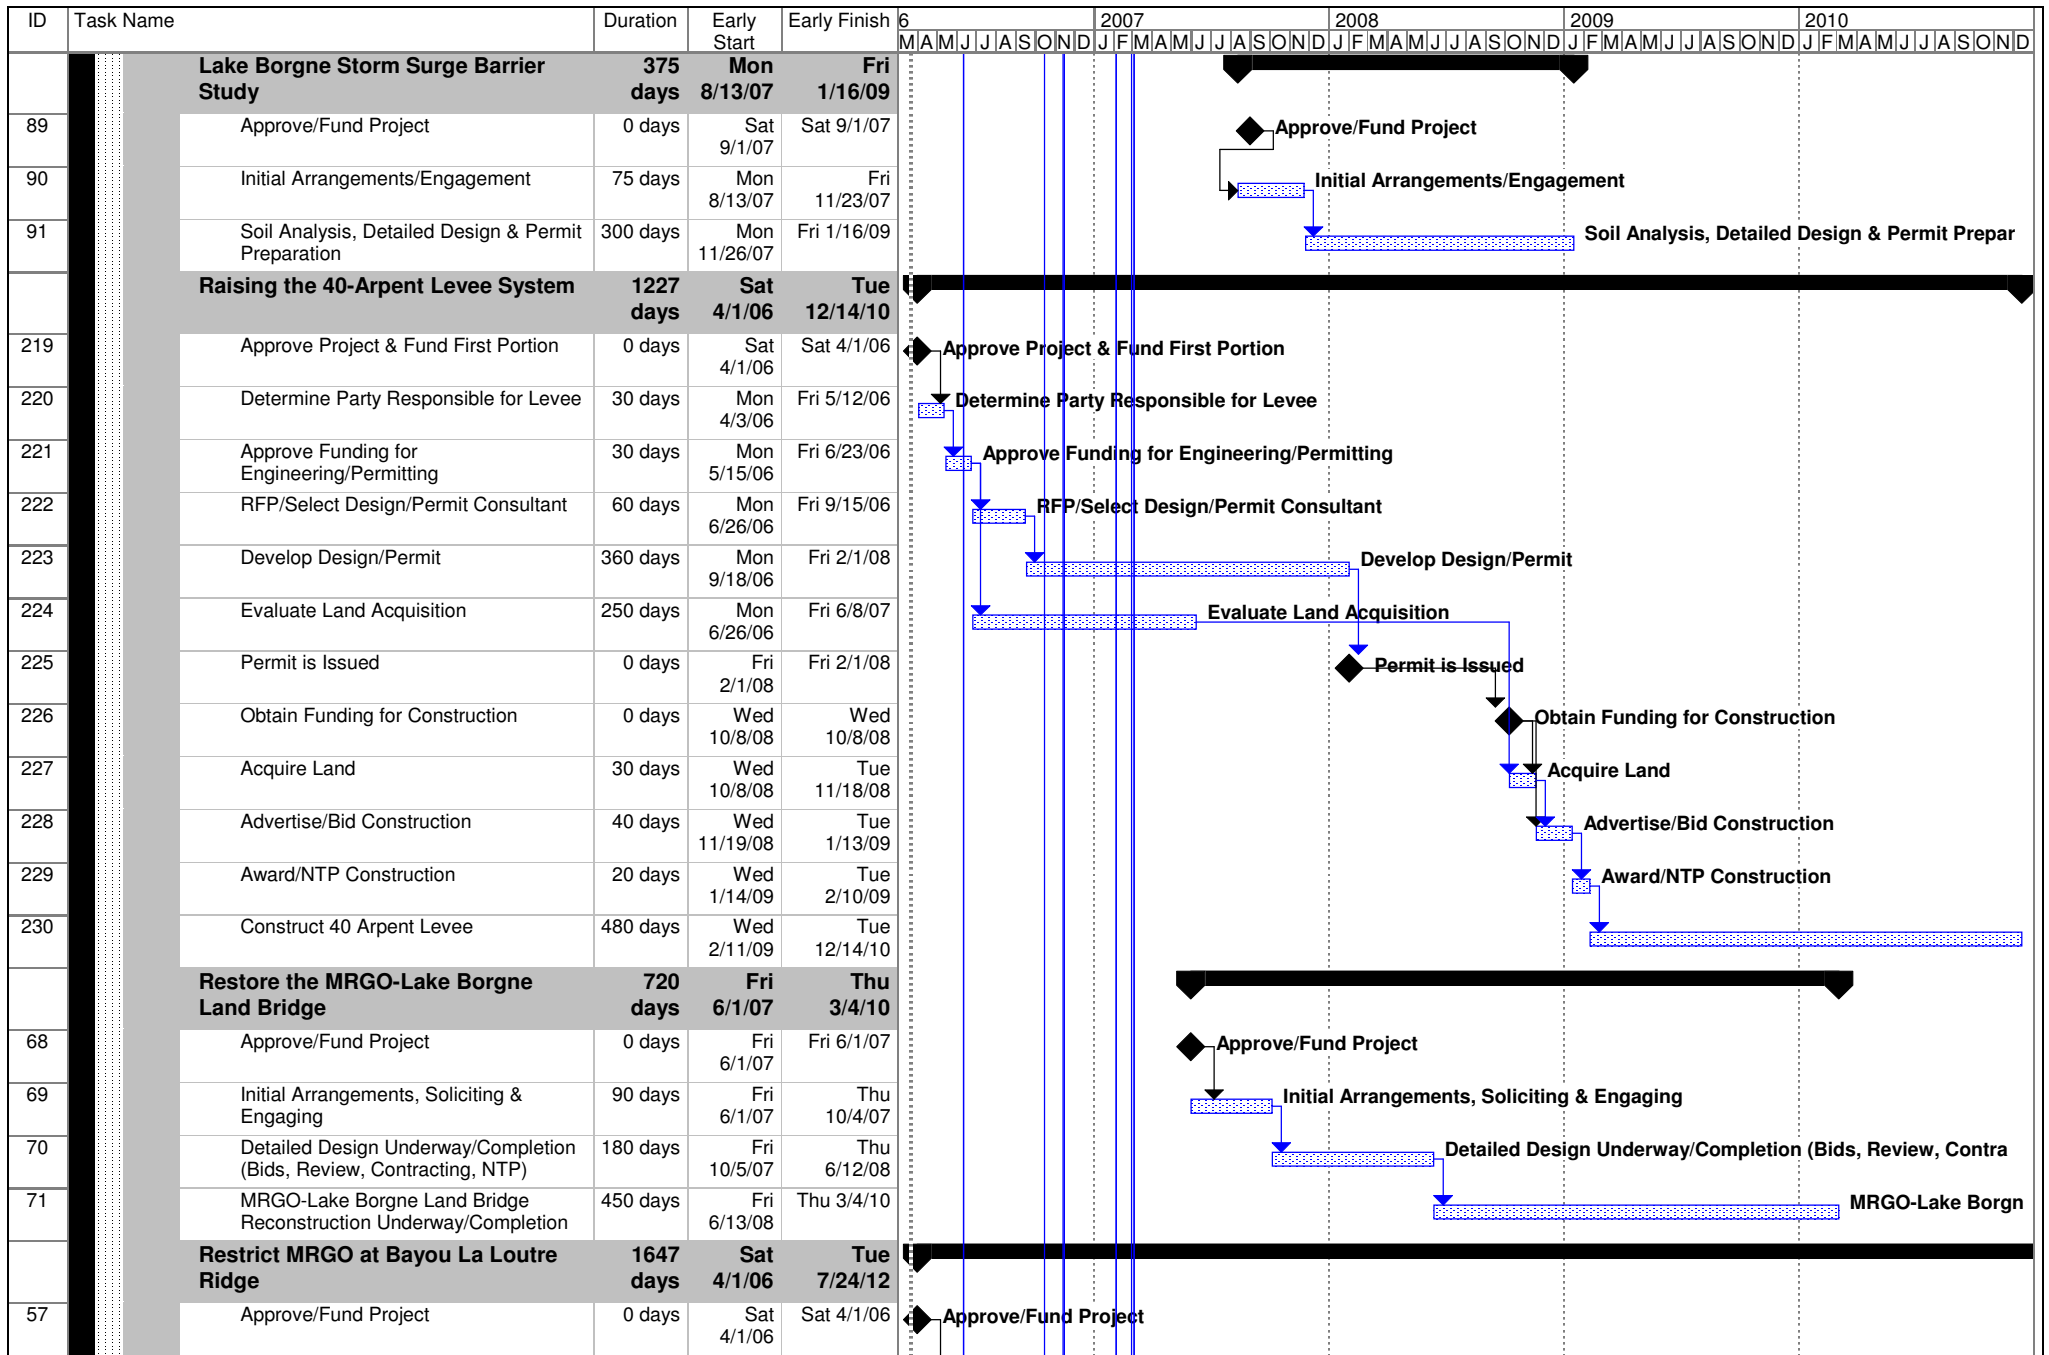 ID Task Name Duration Early Start Early Finish 6 2007 2008 2009 2010
M A M J J A S O N D J F M A M J J A S O N D J F M A M J J A S O N D J F M A M J J A S O N D J F M A M J J A S O N D
Lake Borgne Storm Surge Barrier Study 375 days Mon 8/13/07 Fri 1/16/09
89 Approve/Fund Project 0 days Sat 9/1/07 Sat 9/1/07 Approve/Fund Project
90 Initial Arrangements/Engagement 75 days Mon 8/13/07 Fri 11/23/07 Initial Arrangements/Engagement
91 Soil Analysis, Detailed Design & Permit Preparation 300 days Mon 11/26/07 Fri 1/16/09 Soil Analysis, Detailed Design & Permit Prepar
Raising the 40-Arpent Levee System 1227 days Sat 4/1/06 Tue 12/14/10
219 Approve Project & Fund First Portion 0 days Sat 4/1/06 Sat 4/1/06 Approve Project & Fund First Portion
220 Determine Party Responsible for Levee 30 days Mon 4/3/06 Fri 5/12/06 Determine Party Responsible for Levee
221 Approve Funding for Engineering/Permitting 30 days Mon 5/15/06 Fri 6/23/06 Approve Funding for Engineering/Permitting
222 RFP/Select Design/Permit Consultant 60 days Mon 6/26/06 Fri 9/15/06 RFP/Select Design/Permit Consultant
223 Develop Design/Permit 360 days Mon 9/18/06 Fri 2/1/08 Develop Design/Permit
224 Evaluate Land Acquisition 250 days Mon 6/26/06 Fri 6/8/07 Evaluate Land Acquisition
225 Permit is Issued 0 days Fri 2/1/08 Fri 2/1/08 Permit is Issued
226 Obtain Funding for Construction 0 days Wed 10/8/08 Wed 10/8/08 Obtain Funding for Construction
227 Acquire Land 30 days Wed 10/8/08 Tue 11/18/08 Acquire Land
228 Advertise/Bid Construction 40 days Wed 11/19/08 Tue 1/13/09 Advertise/Bid Construction
229 Award/NTP Construction 20 days Wed 1/14/09 Tue 2/10/09 Award/NTP Construction
230 Construct 40 Arpent Levee 480 days Wed 2/11/09 Tue 12/14/10
Restore the MRGO-Lake Borgne Land Bridge 720 days Fri 6/1/07 Thu 3/4/10
68 Approve/Fund Project 0 days Fri 6/1/07 Fri 6/1/07 Approve/Fund Project
69 Initial Arrangements, Soliciting & Engaging 90 days Fri 6/1/07 Thu 10/4/07 Initial Arrangements, Soliciting & Engaging
70 Detailed Design Underway/Completion (Bids, Review, Contracting, NTP) 180 days Fri 10/5/07 Thu 6/12/08 Detailed Design Underway/Completion (Bids, Review, Contra
71 MRGO-Lake Borgne Land Bridge Reconstruction Underway/Completion 450 days Fri 6/13/08 Thu 3/4/10 MRGO-Lake Borgn
Restrict MRGO at Bayou La Loutre Ridge 1647 days Sat 4/1/06 Tue 7/24/12
57 Approve/Fund Project 0 days Sat 4/1/06 Sat 4/1/06 Approve/Fund Project